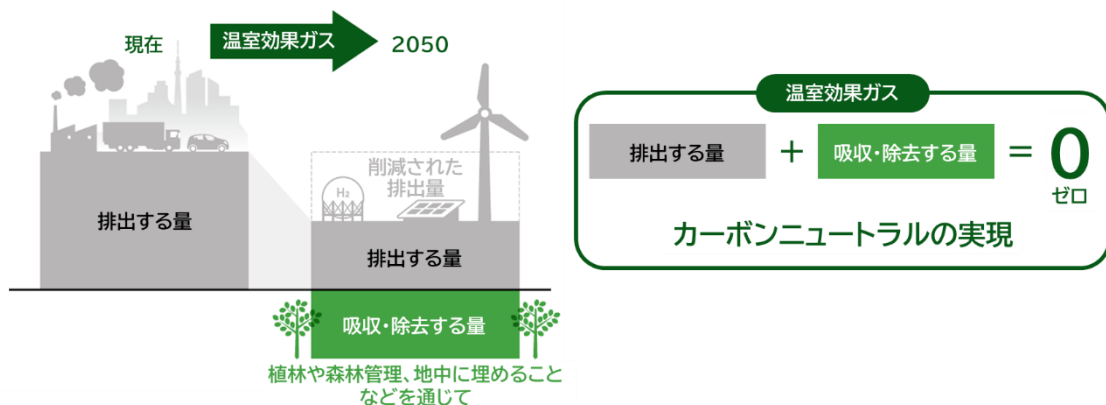 現在
温室効果ガス
2050
削減された
排出量
H₂
排出する量
排出する量
吸収・除去する量
植林や森林管理、地中に埋めること
などを通じて
温室効果ガス
排出する量 + 吸収・除去する量 = 0
ゼロ
カーボンニュートラルの実現